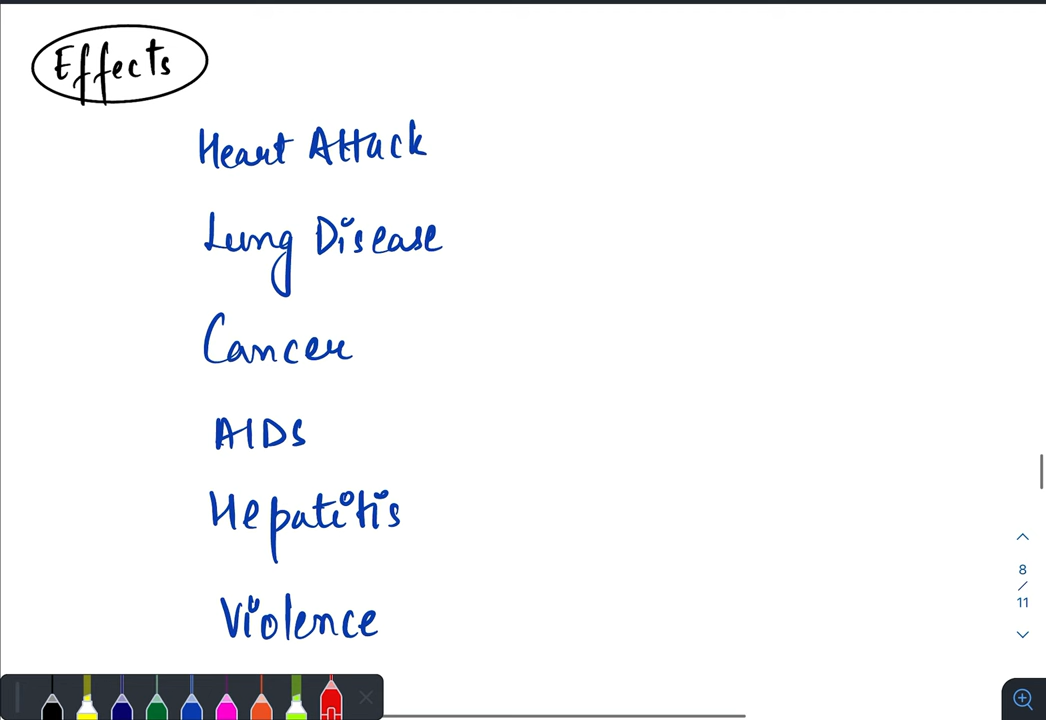 Effects
Heart Attack
Lung Disease
Cancer
AIDS
Hepatitis
Violence
8
/
11